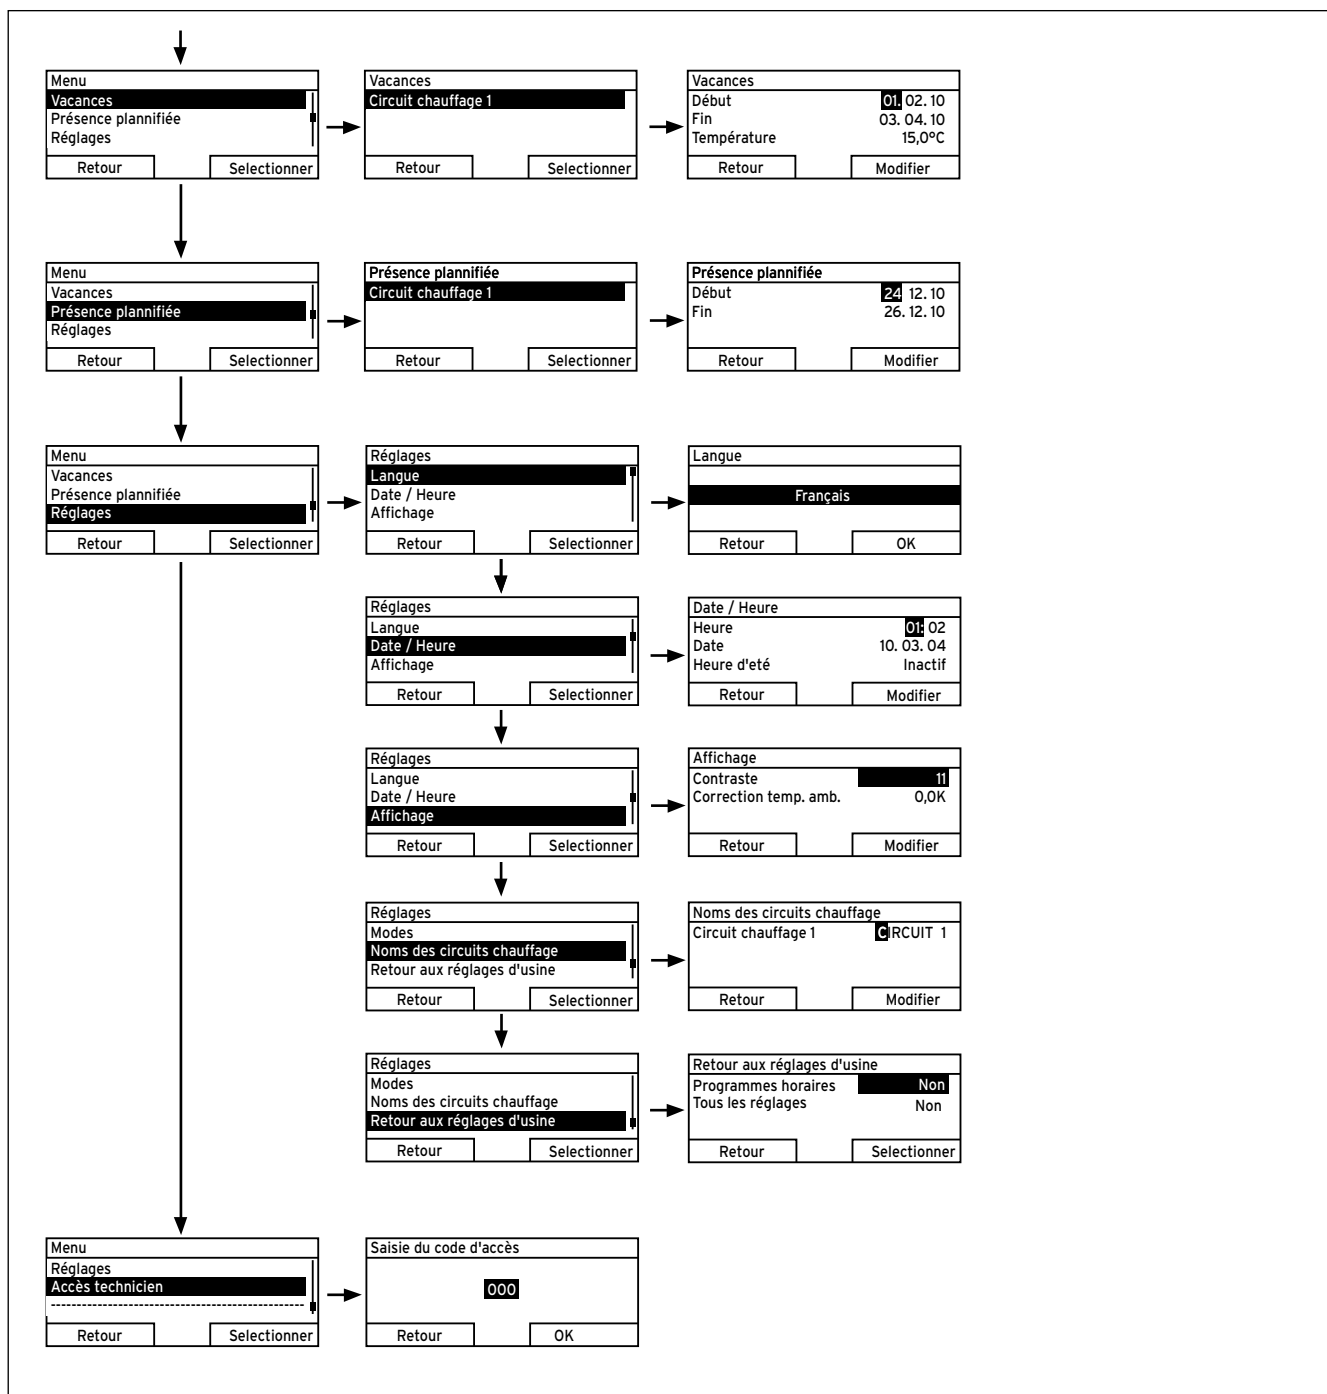 Menu
Vacances
Présence plannifiée
Réglages
Retour Selectionner
Vacances
Circuit chauffage 1
Retour Selectionner
Vacances
Début 01. 02. 10
Fin 03. 04. 10
Température 15,0°C
Retour Modifier
Menu
Vacances
Présence plannifiée
Réglages
Retour Selectionner
Présence plannifiée
Circuit chauffage 1
Retour Selectionner
Présence plannifiée
Début 24 12. 10
Fin 26. 12. 10
Retour Modifier
Menu
Vacances
Présence plannifiée
Réglages
Retour Selectionner
Réglages
Langue
Date / Heure
Affichage
Retour Selectionner
Langue
Français
Retour OK
Réglages
Langue
Date / Heure
Affichage
Retour Selectionner
Date / Heure
Heure 01: 02
Date 10. 03. 04
Heure d'eté Inactif
Retour Modifier
Réglages
Langue
Date / Heure
Affichage
Retour Selectionner
Affichage
Contraste 11
Correction temp. amb. 0,0K
Retour Modifier
Réglages
Modes
Noms des circuits chauffage
Retour aux réglages d'usine
Retour Selectionner
Noms des circuits chauffage
Circuit chauffage 1 CIRCUIT 1
Retour Modifier
Réglages
Modes
Noms des circuits chauffage
Retour aux réglages d'usine
Retour Selectionner
Retour aux réglages d'usine
Programmes horaires Non
Tous les réglages Non
Retour Selectionner
Menu
Réglages
Accès technicien
--------------------------------------------------
Retour Selectionner
Saisie du code d'accès
000
Retour OK